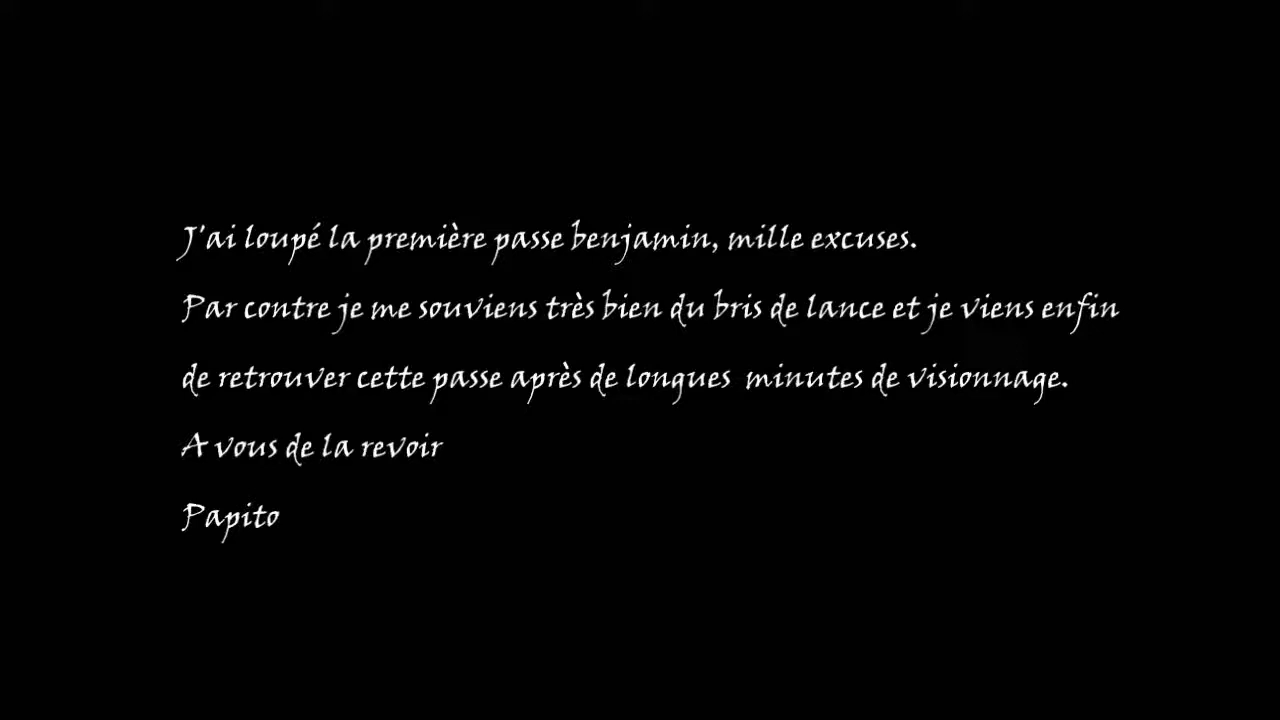 J'ai loupé la première passe benjamin, mille excuses.
Par contre je me souviens très bien du bris de lance et je viens enfin
de retrouver cette passe après de longues minutes de visionnage.
A vous de la revoir
Papito